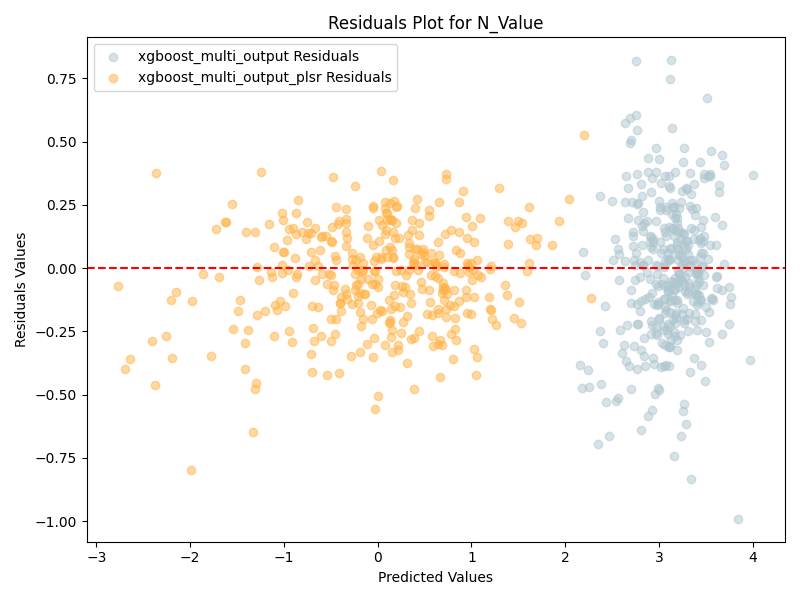 Residuals Plot for N_Value
xgboost_multi_output Residuals
xgboost_multi_output_plsr Residuals
Residuals Values
0.75
0.50
0.25
0.00
−0.25
−0.50
−0.75
−1.00
−3 −2 −1 0 1 2 3 4
Predicted Values